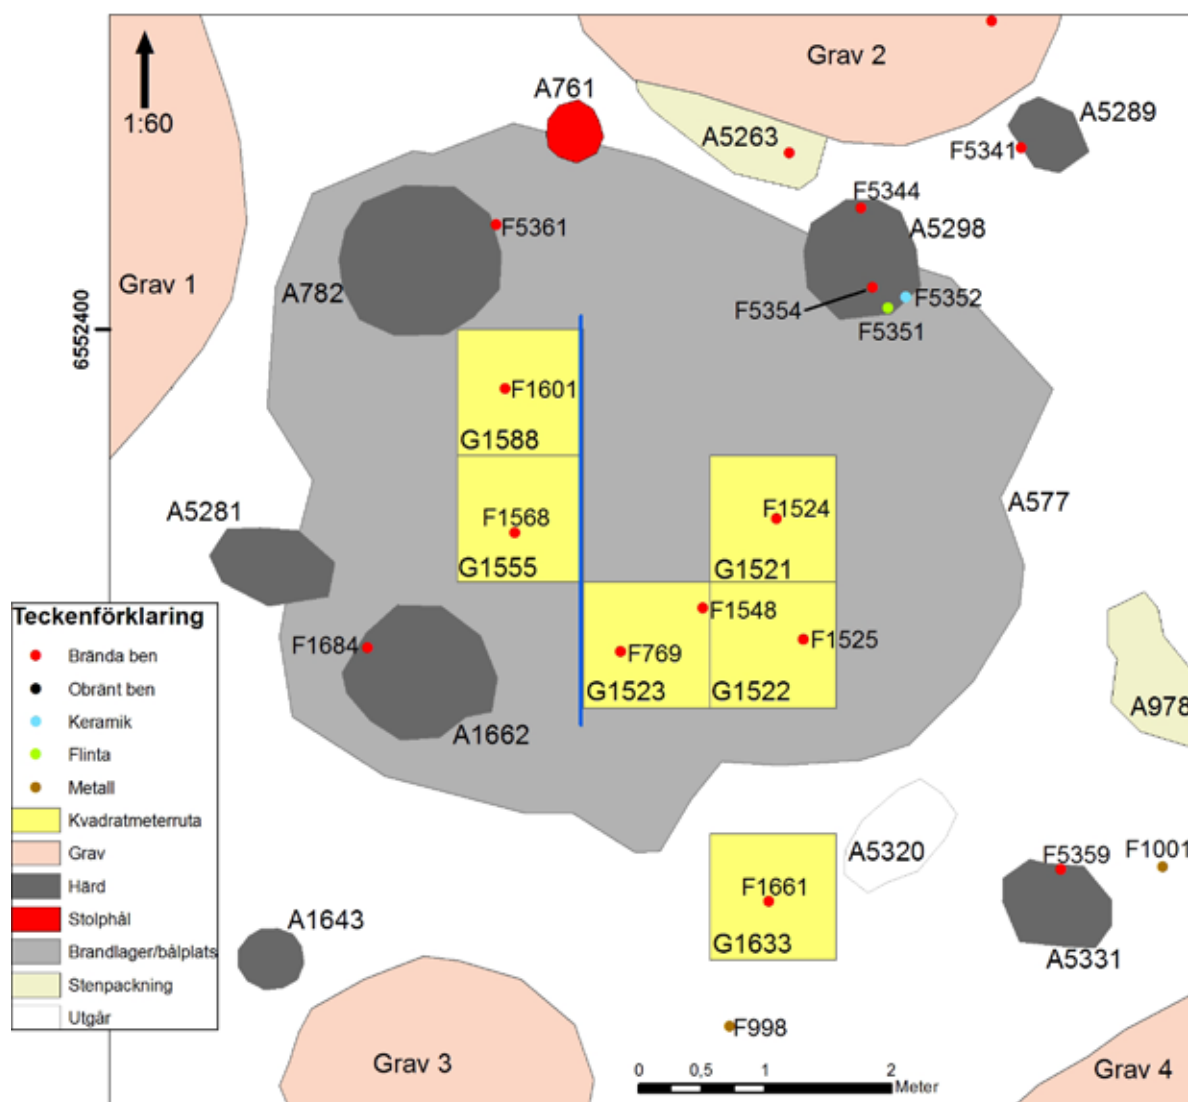 Grav 2
A761
1:60
A5289
A5263
F5341
F5344
A5298
F5361
Grav 1
A782
F5352
F5354
F5351
6552400
F1601
G1588
A577
A5281
F1568
F1524
G1555
G1521
Teckenförklaring
Brända ben
Obränt ben
Keramik
Flinta
Metall
Kvadratmeterruta
Grav
Härd
Stolphål
Brandlager/bålplats
Stenpackning
Utgår
F1548
F1684
F769
F1525
G1523
G1522
A978
A1662
A5320
F5359
F1001
F1661
A1643
G1633
A5331
F998
Grav 3
Grav 4
0 0,5 1 2
Meter